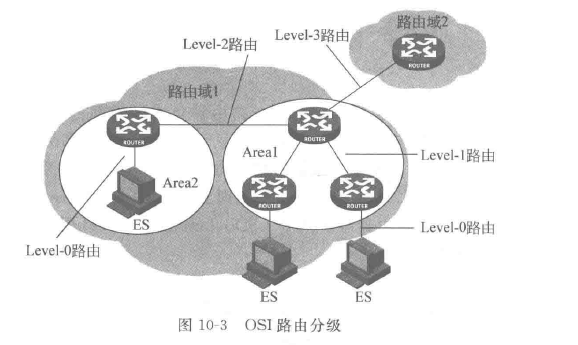 路由域2
Level-3路由
ROUTER
Level-2路由
路由域1
ROUTER
ROUTER
Area1
Level-1路由
Area2
ROUTER
ROUTER
ES
Level-0路由
Level-0路由
ES
ES
图 10-3 OSI 路由分级